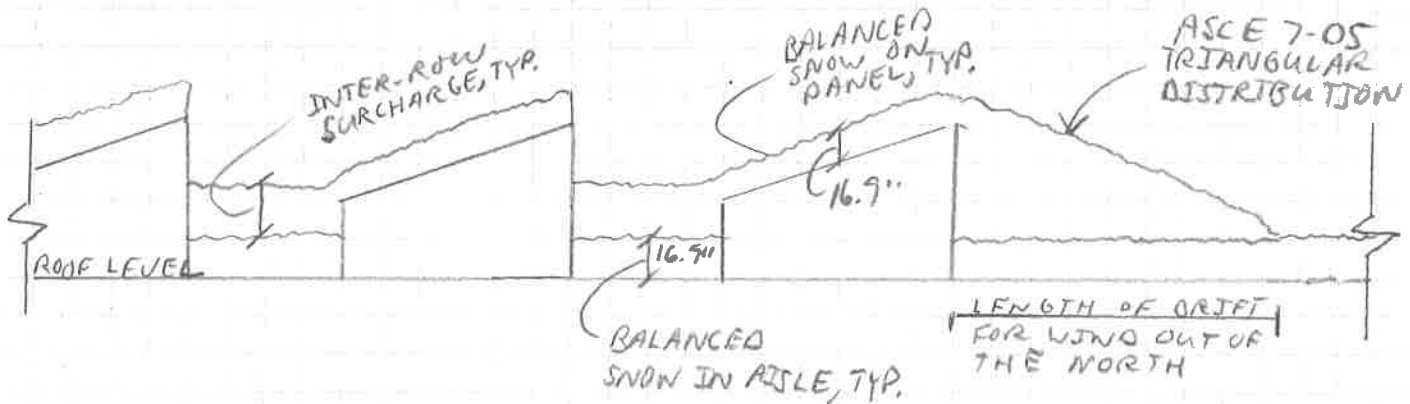 INTER-ROW
SURCHARGE, TYP.
BALANCED
SNOW ON
PANEL, TYP.
ASCE 7-05
TRIANGULAR
DISTRIBUTION
16.9"
16.9"
ROOF LEVEL
BALANCED
SNOW IN AISLE, TYP.
LENGTH OF DRIFT
FOR WIND OUT OF
THE NORTH